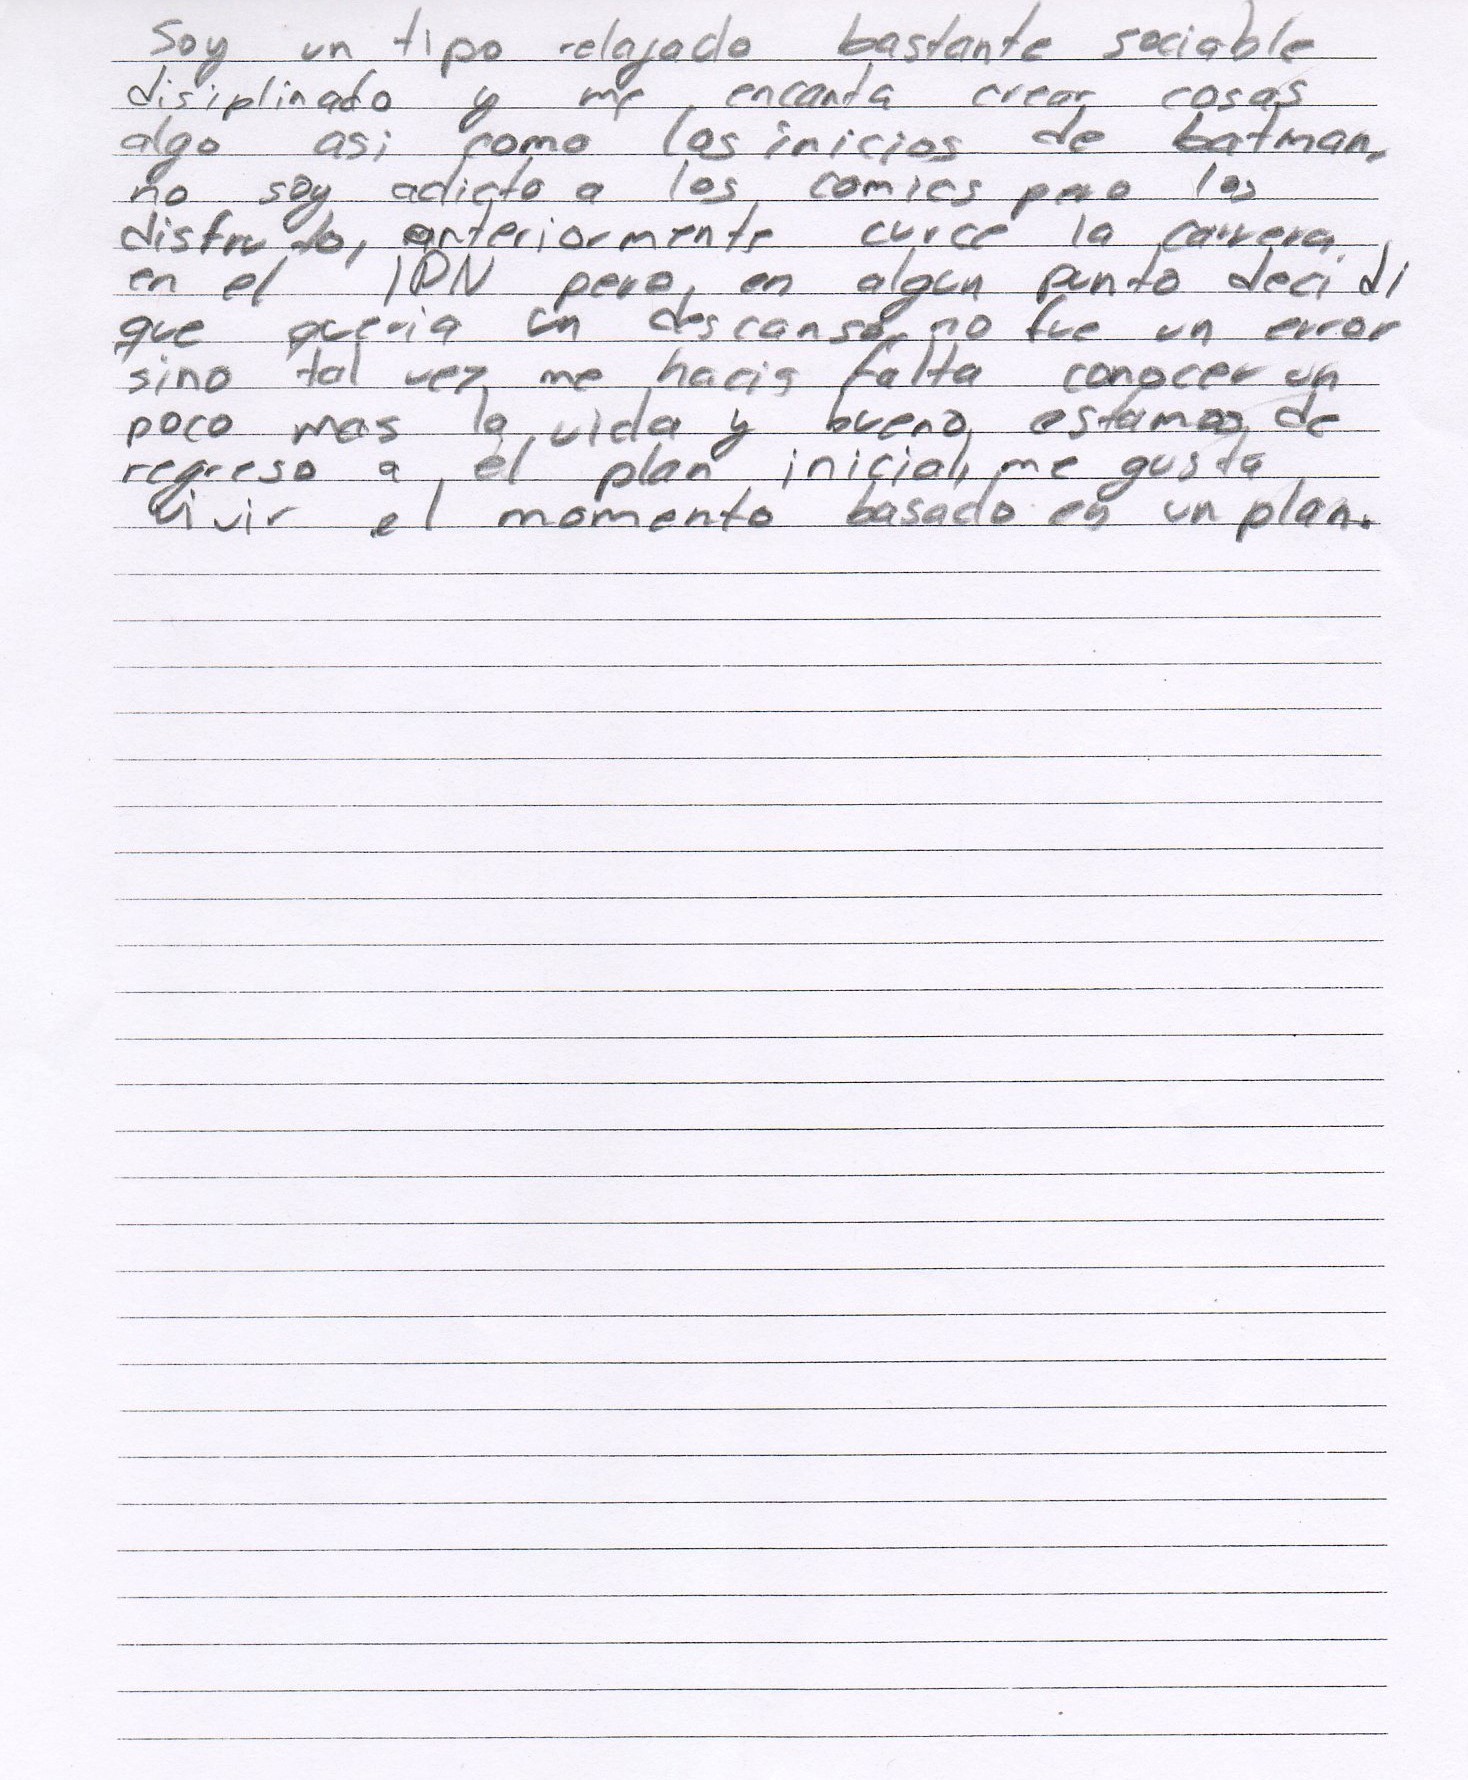 Soy un tipo relajado bastante sociable
disiplinado y me encanta crear cosas
algo asi como los inicios de batman,
no soy adicto a los comics pero los
disfruto, anteriormente curce la carrera
en el IPN pero, en algun punto decidi
que queria un descanso, no fue un error
sino tal vez me hacia falta conocer un
poco mas la vida y bueno, estamos de
regreso a el plan inicial, me gusta
vivir el momento basado en un plan.